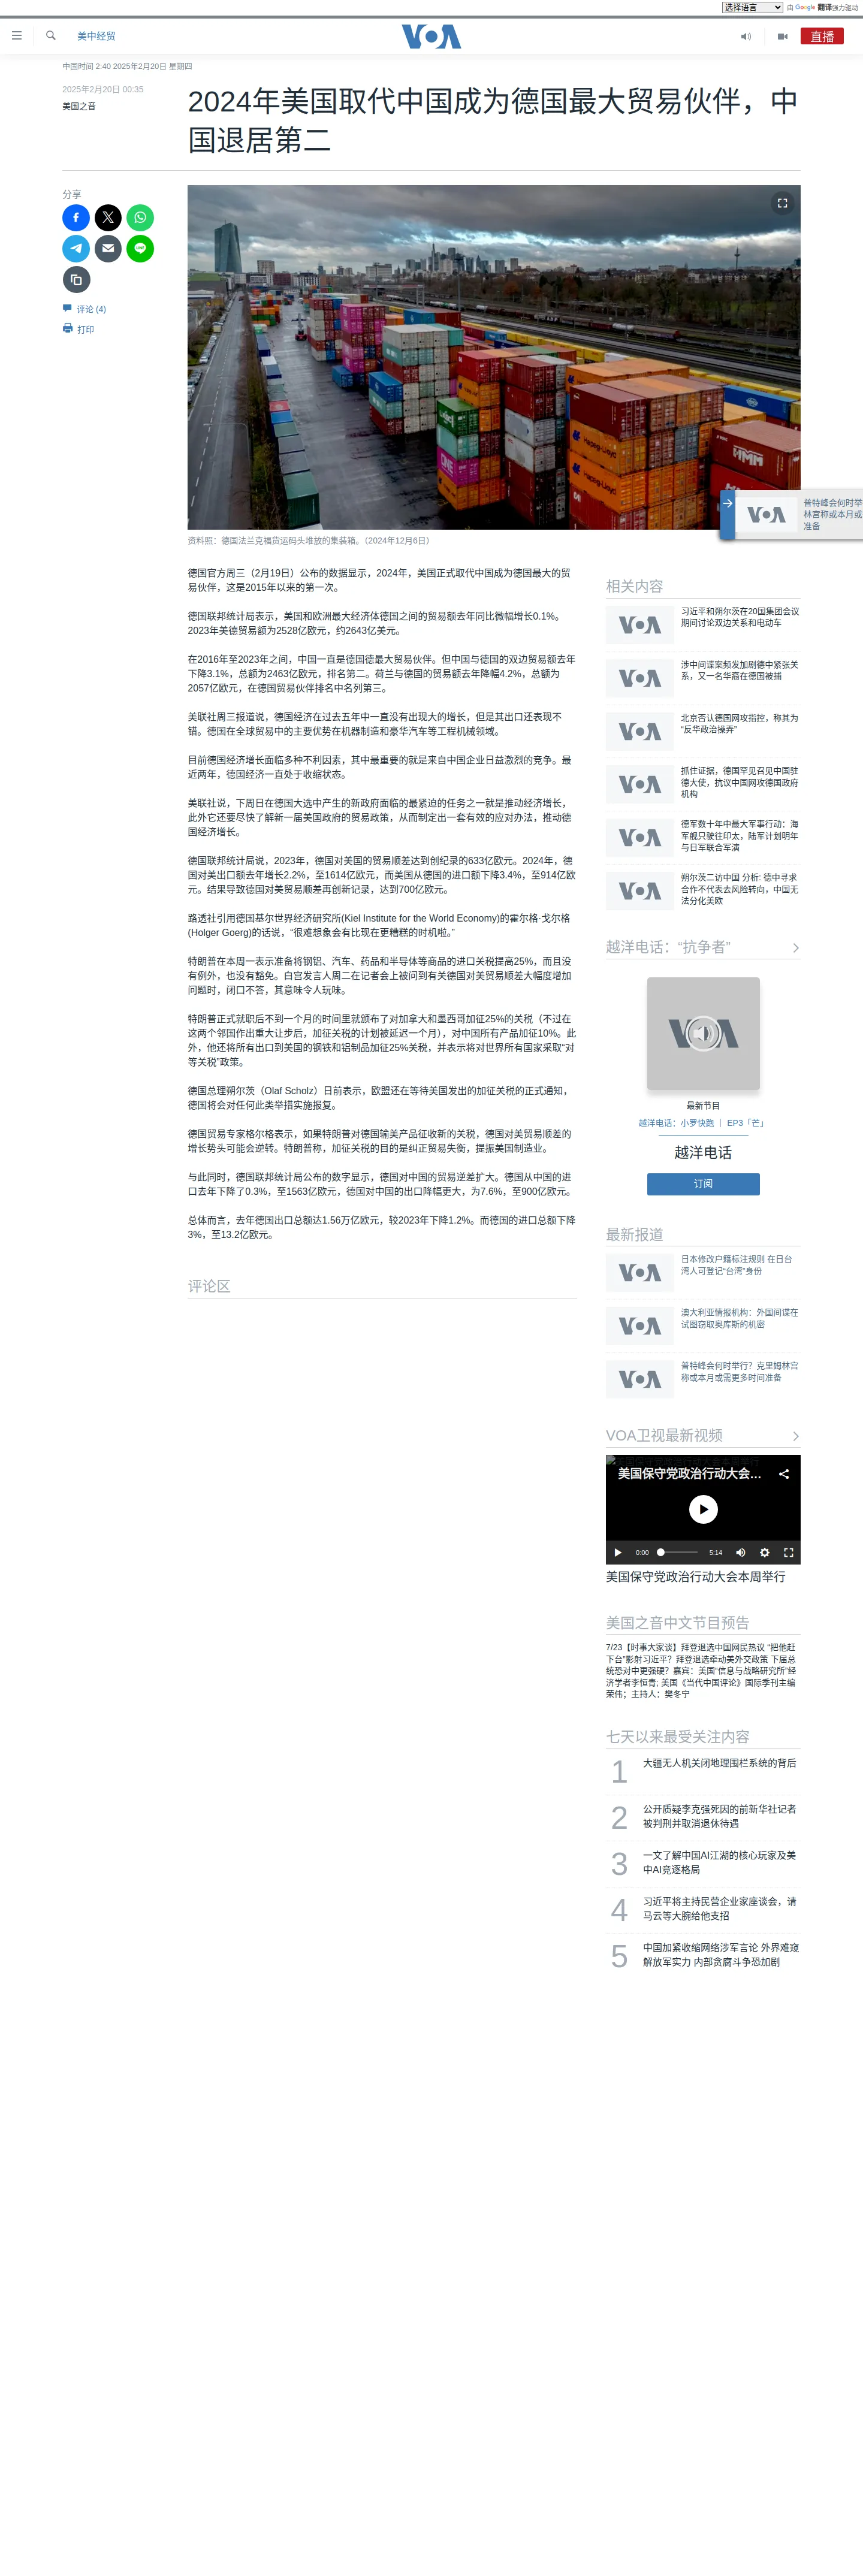 选择语言
由 Google 翻译强力驱动
美中经贸
VOA
直播
中国时间 2:40 2025年2月20日 星期四
2025年2月20日 00:35
美国之音
2024年美国取代中国成为德国最大贸易伙伴，中
国退居第二
分享
评论 (4)
打印
资料照：德国法兰克福货运码头堆放的集装箱。（2024年12月6日）
普特峰会何时举
林宫称或本月或
准备
德国官方周三（2月19日）公布的数据显示，2024年，美国正式取代中国成为德国最大的贸
易伙伴，这是2015年以来的第一次。
德国联邦统计局表示，美国和欧洲最大经济体德国之间的贸易额去年同比微幅增长0.1%。
2023年美德贸易额为2528亿欧元，约2643亿美元。
在2016年至2023年之间，中国一直是德国德最大贸易伙伴。但中国与德国的双边贸易额去年
下降3.1%，总额为2463亿欧元，排名第二。荷兰与德国的贸易额去年降幅4.2%，总额为
2057亿欧元，在德国贸易伙伴排名中名列第三。
美联社周三报道说，德国经济在过去五年中一直没有出现大的增长，但是其出口还表现不
错。德国在全球贸易中的主要优势在机器制造和豪华汽车等工程机械领域。
目前德国经济增长面临多种不利因素，其中最重要的就是来自中国企业日益激烈的竞争。最
近两年，德国经济一直处于收缩状态。
美联社说，下周日在德国大选中产生的新政府面临的最紧迫的任务之一就是推动经济增长，
此外它还要尽快了解新一届美国政府的贸易政策，从而制定出一套有效的应对办法，推动德
国经济增长。
德国联邦统计局说，2023年，德国对美国的贸易顺差达到创纪录的633亿欧元。2024年，德
国对美出口额去年增长2.2%，至1614亿欧元，而美国从德国的进口额下降3.4%，至914亿欧
元。结果导致德国对美贸易顺差再创新记录，达到700亿欧元。
路透社引用德国基尔世界经济研究所(Kiel Institute for the World Economy)的霍尔格·戈尔格
(Holger Goerg)的话说，“很难想象会有比现在更糟糕的时机啦。”
特朗普在本周一表示准备将钢铝、汽车、药品和半导体等商品的进口关税提高25%，而且没
有例外，也没有豁免。白宫发言人周二在记者会上被问到有关德国对美贸易顺差大幅度增加
问题时，闭口不答，其意味令人玩味。
特朗普正式就职后不到一个月的时间里就颁布了对加拿大和墨西哥加征25%的关税（不过在
这两个邻国作出重大让步后，加征关税的计划被延迟一个月），对中国所有产品加征10%。此
外，他还将所有出口到美国的钢铁和铝制品加征25%关税，并表示将对世界所有国家采取“对
等关税”政策。
德国总理朔尔茨（Olaf Scholz）日前表示，欧盟还在等待美国发出的加征关税的正式通知，
德国将会对任何此类举措实施报复。
德国贸易专家格尔格表示，如果特朗普对德国输美产品征收新的关税，德国对美贸易顺差的
增长势头可能会逆转。特朗普称，加征关税的目的是纠正贸易失衡，提振美国制造业。
与此同时，德国联邦统计局公布的数字显示，德国对中国的贸易逆差扩大。德国从中国的进
口去年下降了0.3%，至1563亿欧元，德国对中国的出口降幅更大，为7.6%，至900亿欧元。
总体而言，去年德国出口总额达1.56万亿欧元，较2023年下降1.2%。而德国的进口总额下降
3%，至13.2亿欧元。
评论区
相关内容
习近平和朔尔茨在20国集团会议
期间讨论双边关系和电动车
涉中间谍案频发加剧德中紧张关
系，又一名华裔在德国被捕
北京否认德国网攻指控，称其为
“反华政治操弄”
抓住证据，德国罕见召见中国驻
德大使，抗议中国网攻德国政府
机构
德军数十年中最大军事行动：海
军舰只驶往印太，陆军计划明年
与日军联合军演
朔尔茨二访中国 分析: 德中寻求
合作不代表去风险转向，中国无
法分化美欧
越洋电话：“抗争者”
最新节目
越洋电话：小罗快跑 ｜ EP3「芒」
越洋电话
订阅
最新报道
日本修改户籍标注规则 在日台
湾人可登记“台湾”身份
澳大利亚情报机构：外国间谍在
试图窃取奥库斯的机密
普特峰会何时举行？克里姆林宫
称或本月或需更多时间准备
VOA卫视最新视频
美国保守党政治行动大会...
0:00
5:14
美国保守党政治行动大会本周举行
美国之音中文节目预告
7/23【时事大家谈】拜登退选中国网民热议 “把他赶
下台”影射习近平？拜登退选牵动美外交政策 下届总
统恐对中更强硬？嘉宾：美国“信息与战略研究所”经
济学者李恒青; 美国《当代中国评论》国际季刊主编
荣伟；主持人：樊冬宁
七天以来最受关注内容
1
大疆无人机关闭地理围栏系统的背后
2
公开质疑李克强死因的前新华社记者
被判刑并取消退休待遇
3
一文了解中国AI江湖的核心玩家及美
中AI竞逐格局
4
习近平将主持民营企业家座谈会，请
马云等大腕给他支招
5
中国加紧收缩网络涉军言论 外界难窥
解放军实力 内部贪腐斗争恐加剧